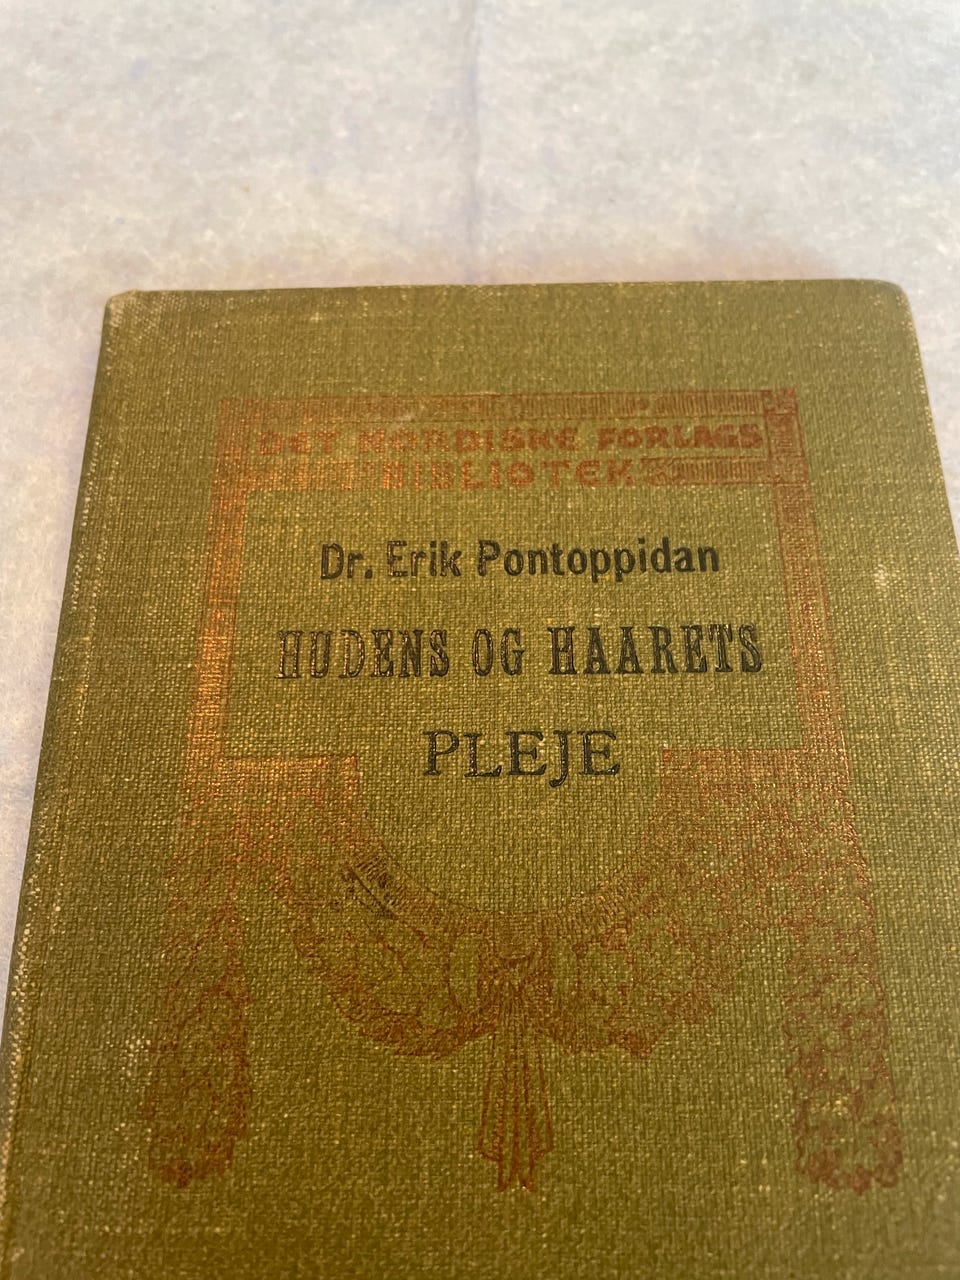 DET NORDISKE FORLAGS
BIBLIOTEK
Dr. Erik Pontoppidan
HUDENS OG HAARETS
PLEJE